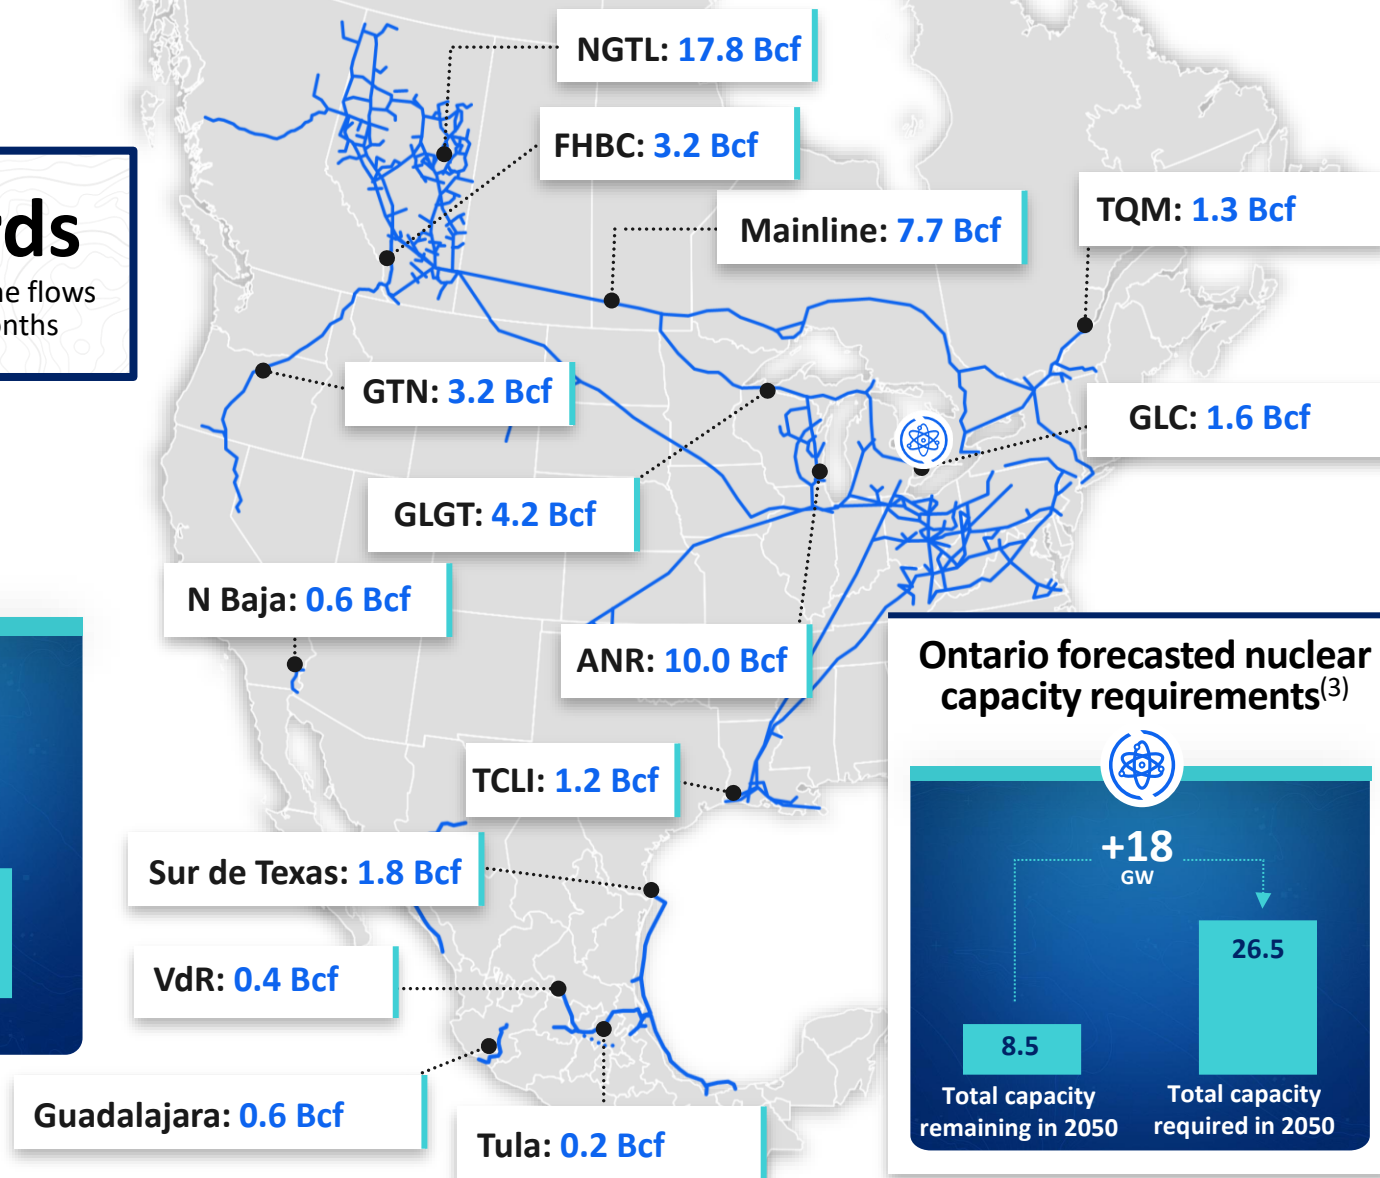 NGTL: 17.8 Bcf
FHBC: 3.2 Bcf
TQM: 1.3 Bcf
Mainline: 7.7 Bcf
flows
GTN: 3.2 Bcf
GLC: 1.6 Bcf
GLGT: 4.2 Bcf
N Baja: 0.6 Bcf
ANR: 10.0 Bcf
TCLI: 1.2 Bcf
Sur de Texas: 1.8 Bcf
VdR: 0.4 Bcf
Guadalajara: 0.6 Bcf
Tula: 0.2 Bcf
Ontario forecasted nuclear
capacity requirements(3)
+18
GW
26.5
8.5
Total capacity
remaining in 2050
Total capacity
required in 2050